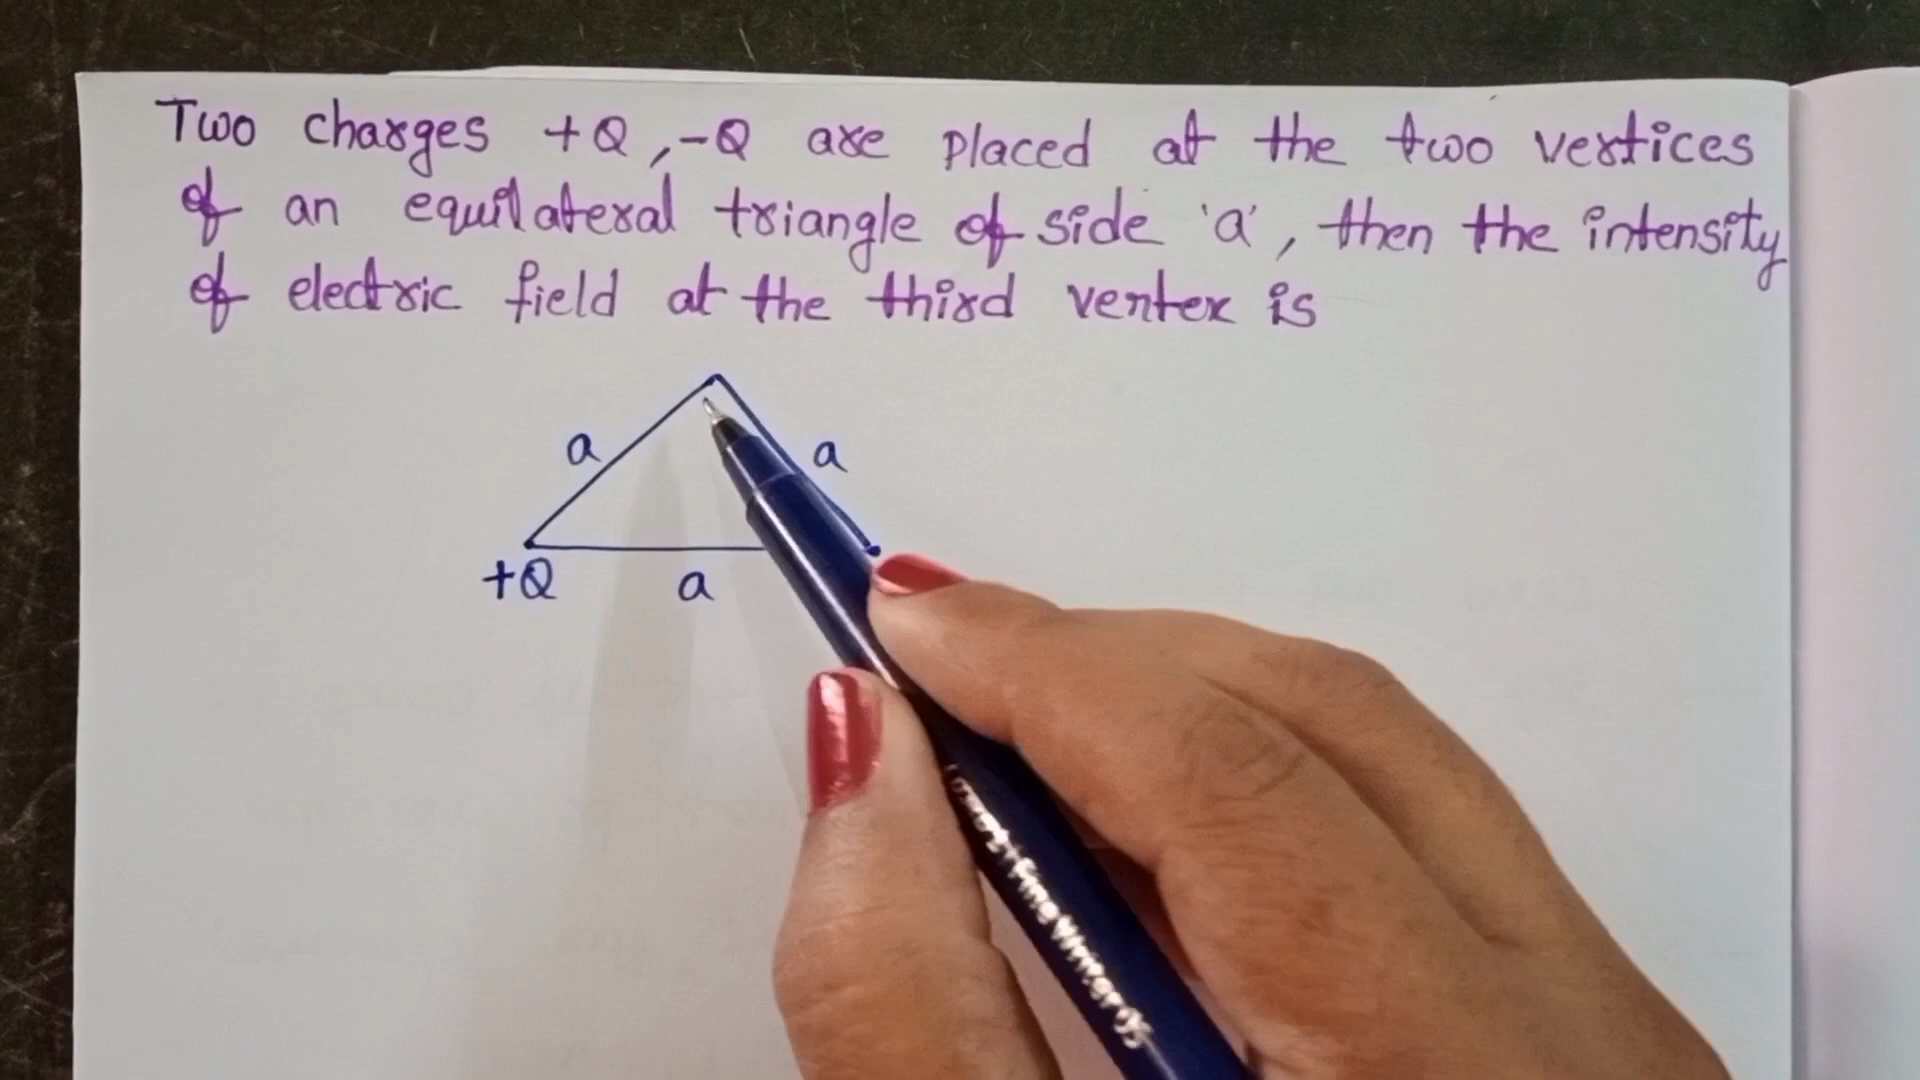 Two charges +Q, -Q are placed at the two vertices
of an equilateral triangle of side 'a', then the intensity
of electric field at the third vertex is
a
a
+Q
a